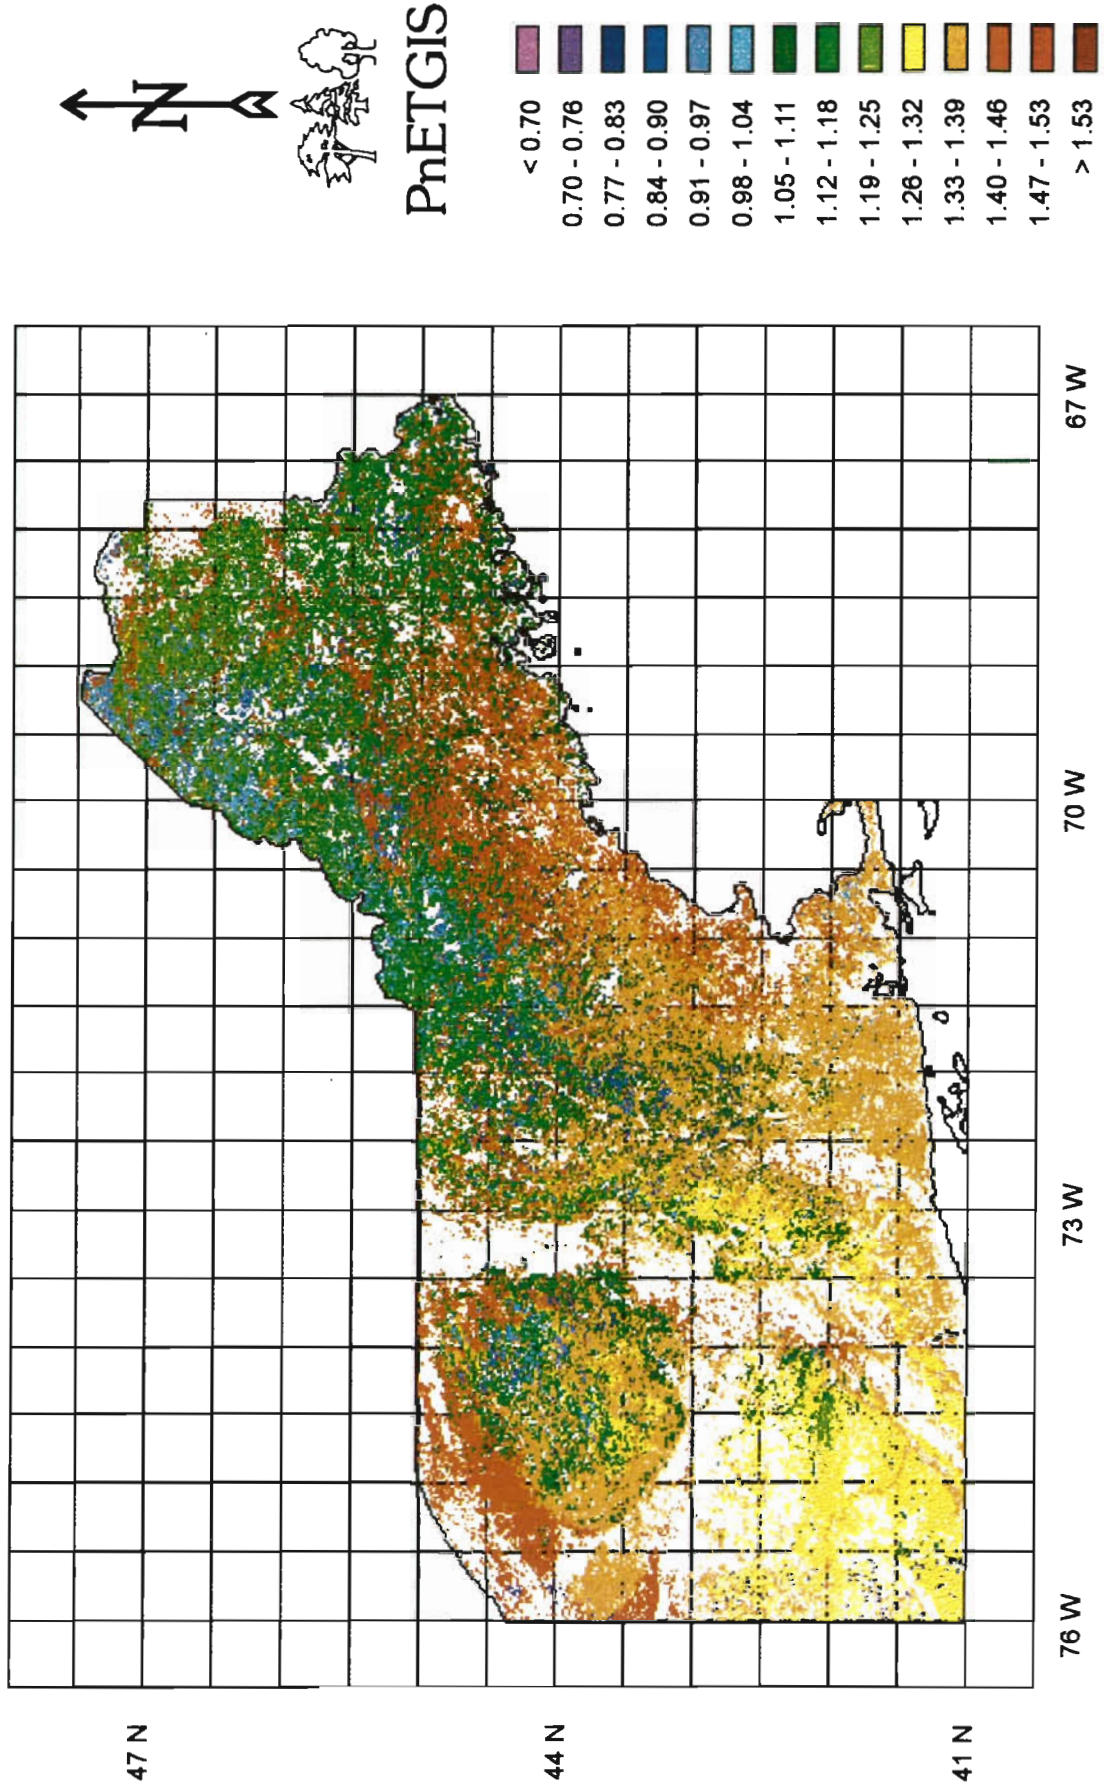 N
PnETGIS
< 0.70
0.70 - 0.76
0.77 - 0.83
0.84 - 0.90
0.91 - 0.97
0.98 - 1.04
1.05 - 1.11
1.12 - 1.18
1.19 - 1.25
1.26 - 1.32
1.33 - 1.39
1.40 - 1.46
1.47 - 1.53
> 1.53
47 N
44 N
41 N
76 W
73 W
70 W
67 W